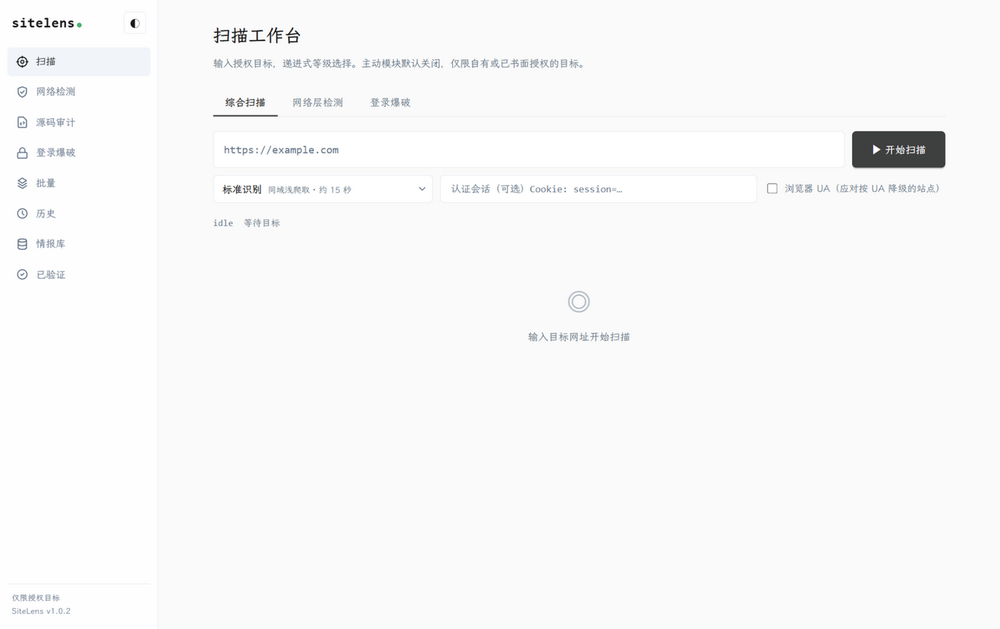 sitelens
扫描
网络检测
源码审计
登录爆破
批量
历史
情报库
已验证
仅限授权目标
SiteLens v1.0.2
扫描工作台
输入授权目标，递进式等级选择。主动模块默认关闭，仅限自有或已书面授权的目标。
综合扫描 网络层检测 登录爆破
https://example.com ▶ 开始扫描
标准识别 同域浅爬取·约 15 秒 认证会话（可选）Cookie: session=… 浏览器 UA（应对按 UA 降级的站点）
idle 等待目标
输入目标网址开始扫描